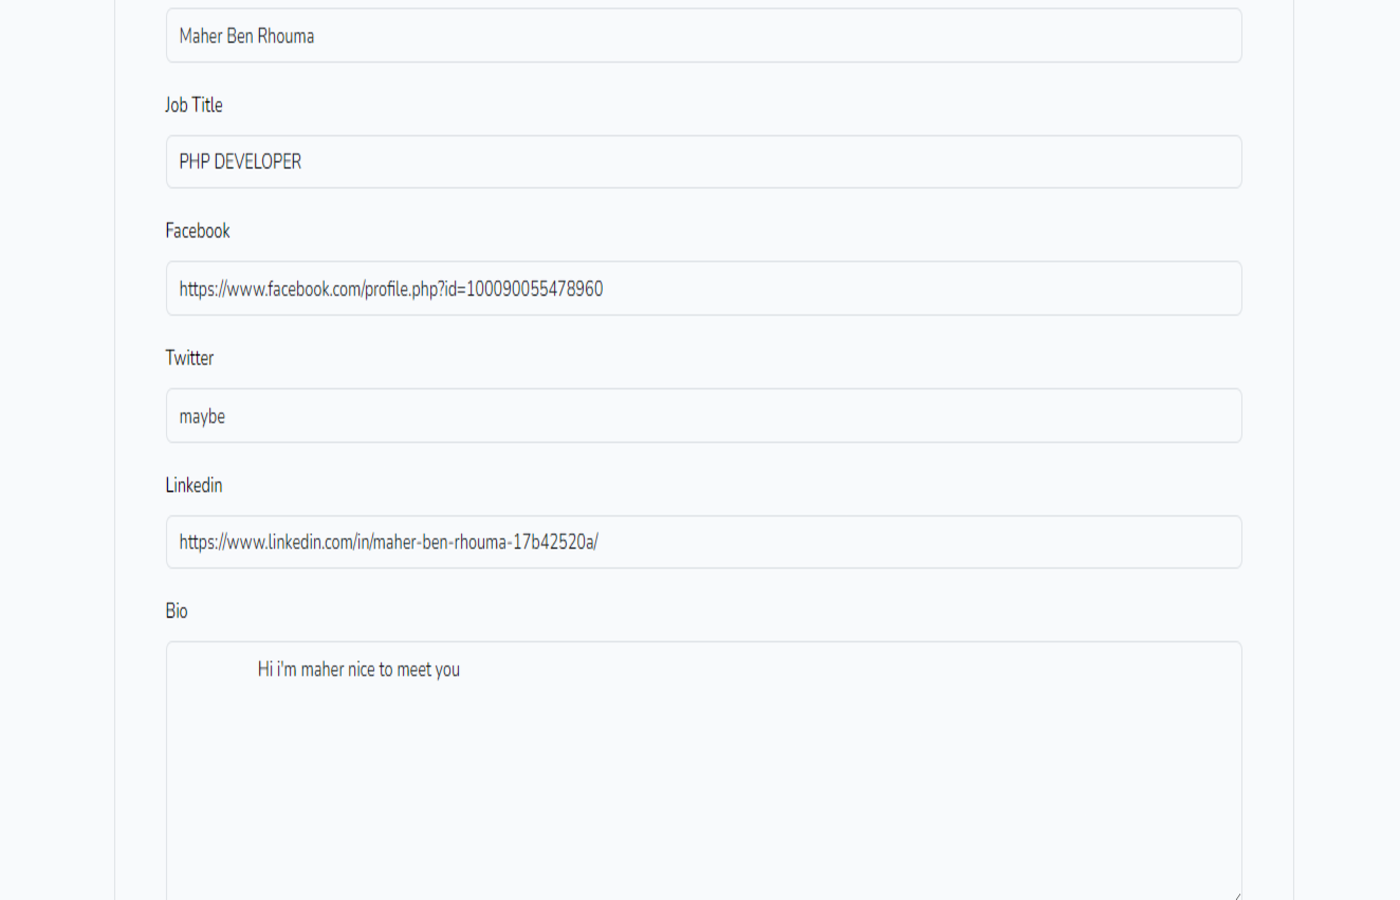 Maher Ben Rhouma
Job Title
PHP DEVELOPER
Facebook
https://www.facebook.com/profile.php?id=100090055478960
Twitter
maybe
Linkedin
https://www.linkedin.com/in/maher-ben-rhouma-17b42520a/
Bio
Hi i'm maher nice to meet you